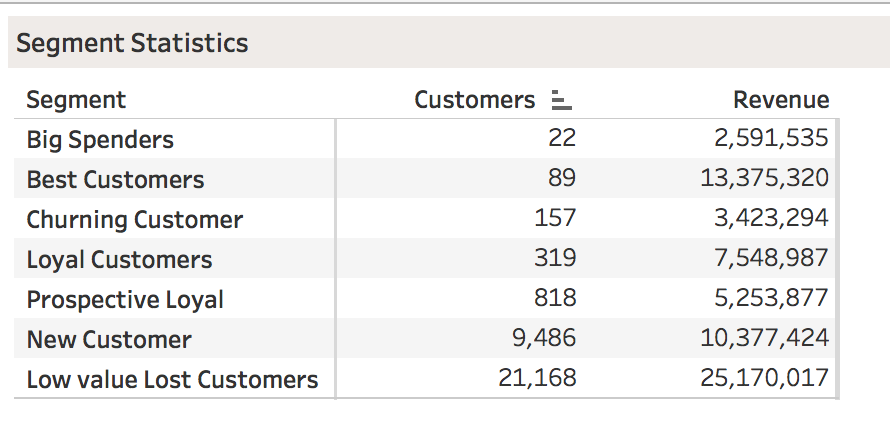 Segment Statistics
Segment Customers Revenue
Big Spenders 22 2,591,535
Best Customers 89 13,375,320
Churning Customer 157 3,423,294
Loyal Customers 319 7,548,987
Prospective Loyal 818 5,253,877
New Customer 9,486 10,377,424
Low value Lost Customers 21,168 25,170,017